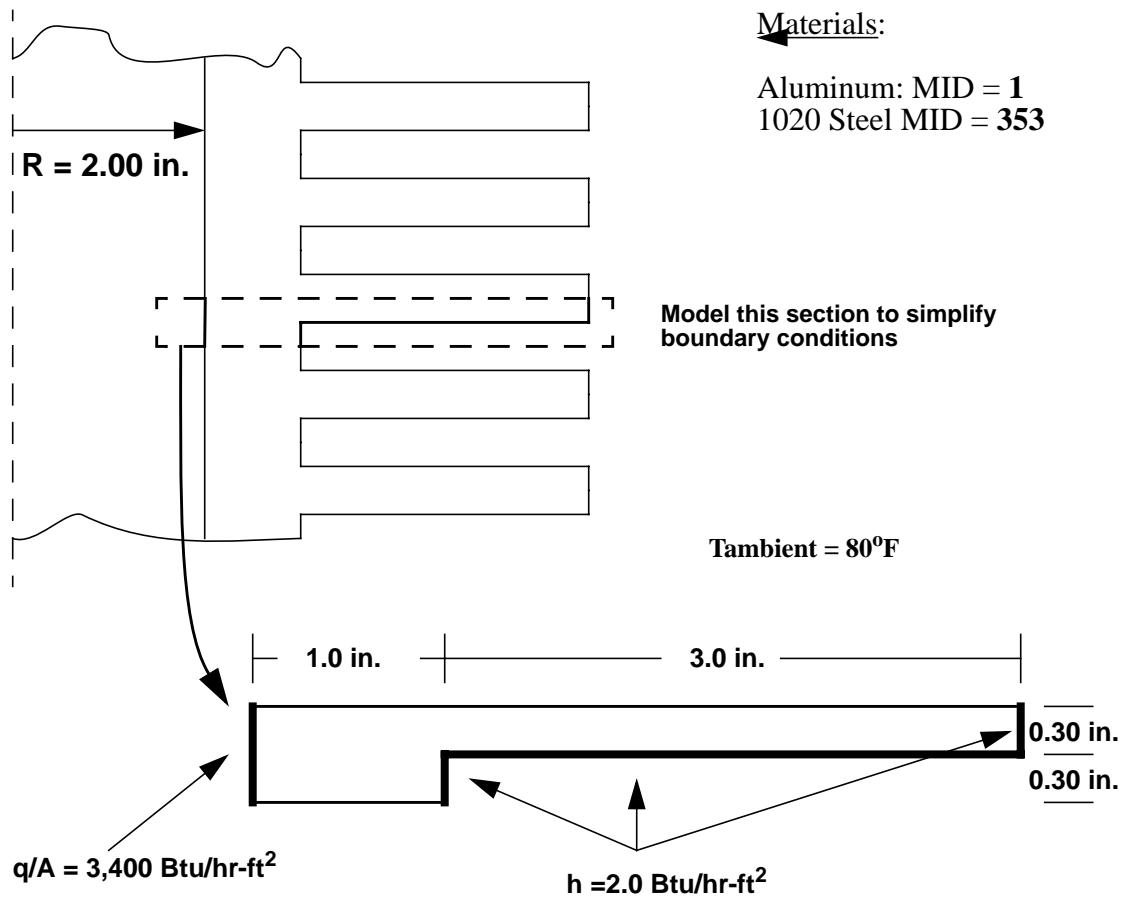 Materials:
Aluminum: MID = 1
1020 Steel MID = 353
R = 2.00 in.
Model this section to simplify
boundary conditions
Tambient = 80oF
1.0 in.
3.0 in.
0.30 in.
0.30 in.
q/A = 3,400 Btu/hr-ft2
h =2.0 Btu/hr-ft2